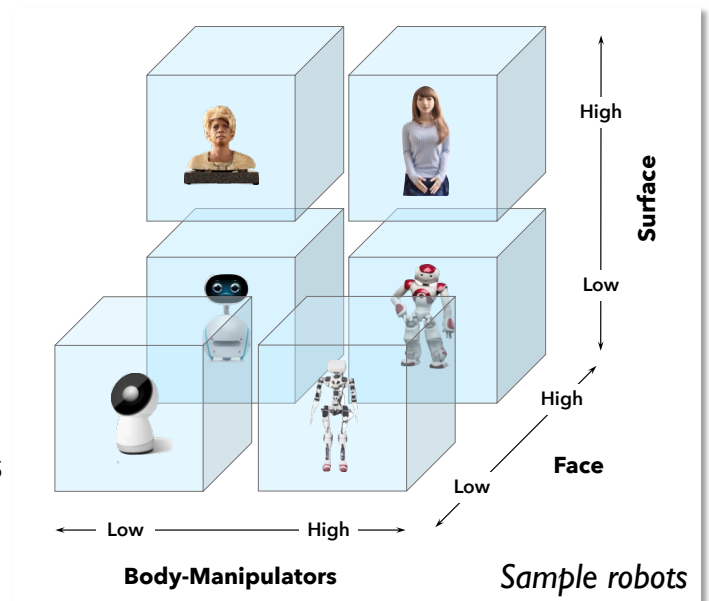 High
Surface
Low
High
Face
Low
Low
High
Body-Manipulators
Sample robots
s